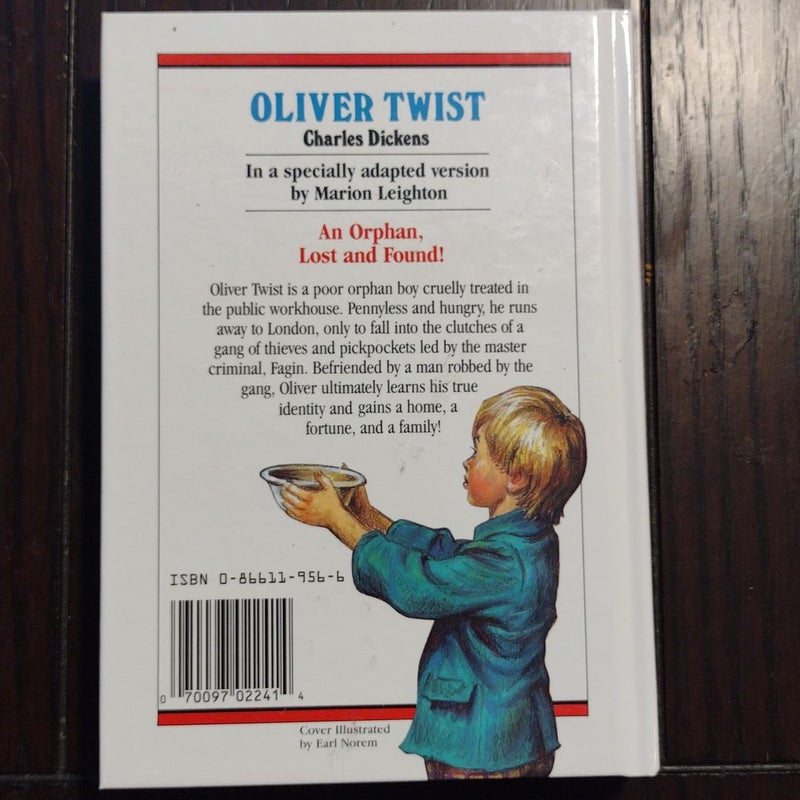 OLIVER TWIST
Charles Dickens
In a specially adapted version
by Marion Leighton
An Orphan,
Lost and Found!
Oliver Twist is a poor orphan boy cruelly treated in
the public workhouse. Pennyless and hungry, he runs
away to London, only to fall into the clutches of a
gang of thieves and pickpockets led by the master
criminal, Fagin. Befriended by a man robbed by the
gang, Oliver ultimately learns his true
identity and gains a home, a
fortune, and a family!
ISBN 0-86611-956-6
0 70097 02241 4
Cover Illustrated
by Earl Norem